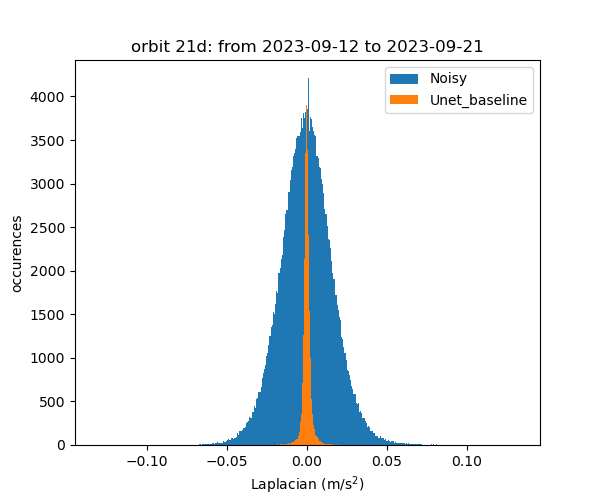 orbit 21d: from 2023-09-12 to 2023-09-21
Noisy
Unet_baseline
4000
3500
3000
2500
2000
1500
1000
500
0
occurences
−0.10 −0.05 0.00 0.05 0.10
Laplacian (m/s²)